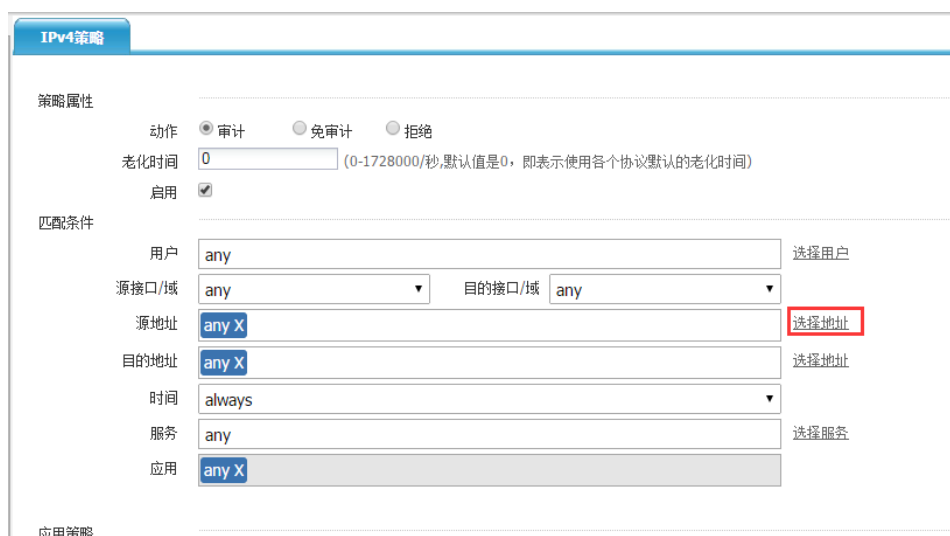 IPv4策略
策略属性
动作 审计 免审计 拒绝
老化时间 0 (0-1728000/秒,默认值是0，即表示使用各个协议默认的老化时间)
启用
匹配条件
用户 any 选择用户
源接口/域 any 目的接口/域 any
源地址 any X 选择地址
目的地址 any X 选择地址
时间 always
服务 any 选择服务
应用 any X
应用策略